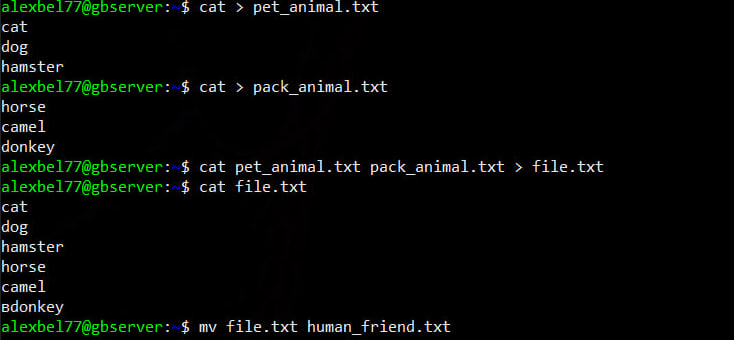 alexbel77@gbserver:~$ cat > pet_animal.txt
cat
dog
hamster
alexbel77@gbserver:~$ cat > pack_animal.txt
horse
camel
donkey
alexbel77@gbserver:~$ cat pet_animal.txt pack_animal.txt > file.txt
alexbel77@gbserver:~$ cat file.txt
cat
dog
hamster
horse
camel
вdonkey
alexbel77@gbserver:~$ mv file.txt human_friend.txt